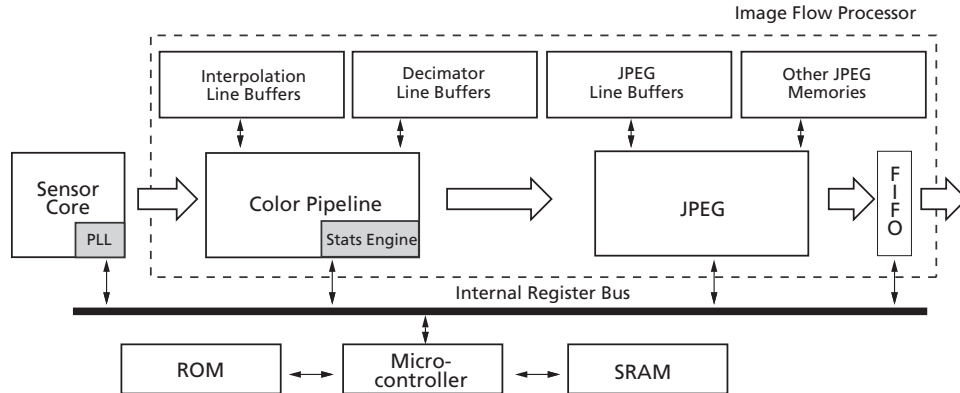 Image Flow Processor
Interpolation
Line Buffers
Decimator
Line Buffers
JPEG
Line Buffers
Other JPEG
Memories
Sensor
Core
PLL
Color Pipeline
Stats Engine
JPEG
F
I
F
O
Internal Register Bus
ROM
Micro-
controller
SRAM